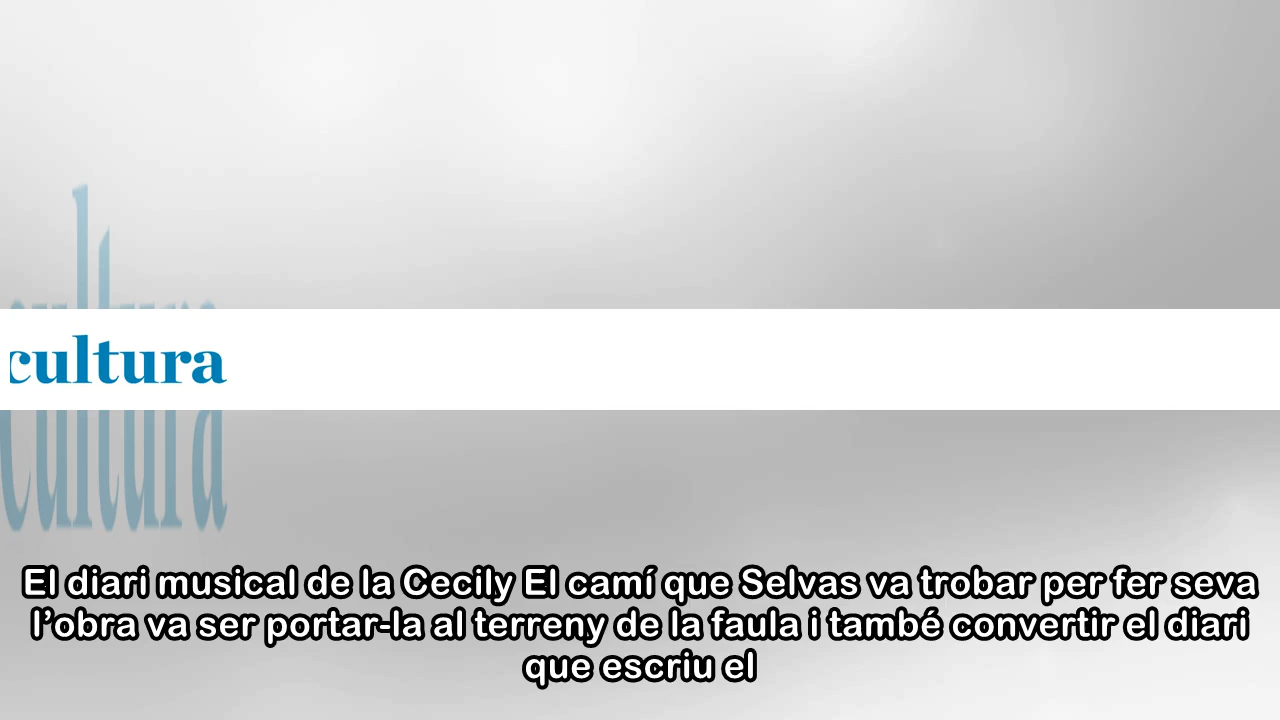 cultura
cultura
cultura
El diari musical de la Cecily El camí que Selvas va trobar per fer seva
l’obra va ser portar-la al terreny de la faula i també convertir el diari
que escriu el